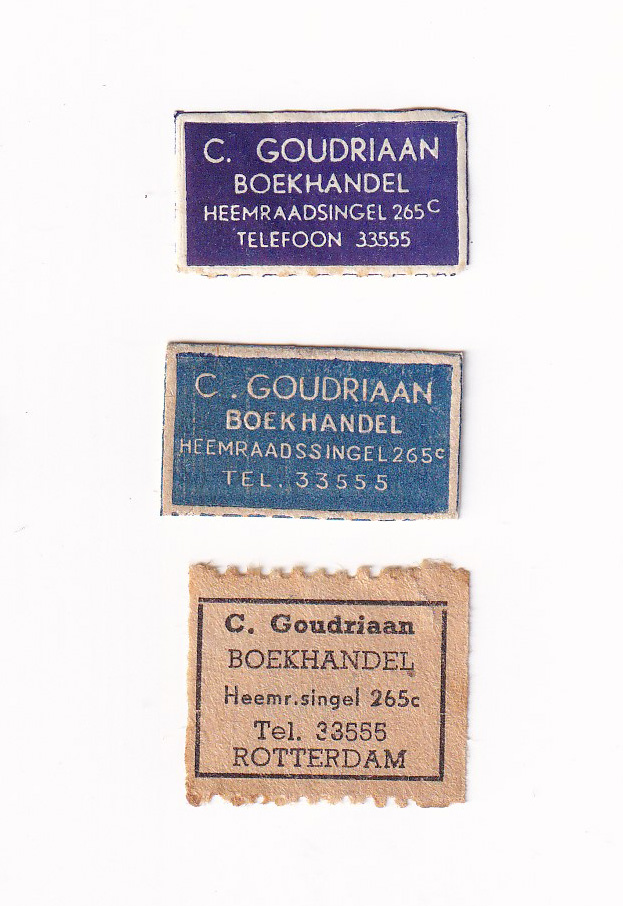 C. GOUDRIAAN
BOEKHANDEL
HEEMRAADSINGEL 265C
TELEFOON 33555
C. GOUDRIAAN
BOEKHANDEL
HEEMRAADSSINGEL 265c
TEL. 33555
C. Goudriaan
BOEKHANDEL
Heemr.singel 265c
Tel. 33555
ROTTERDAM